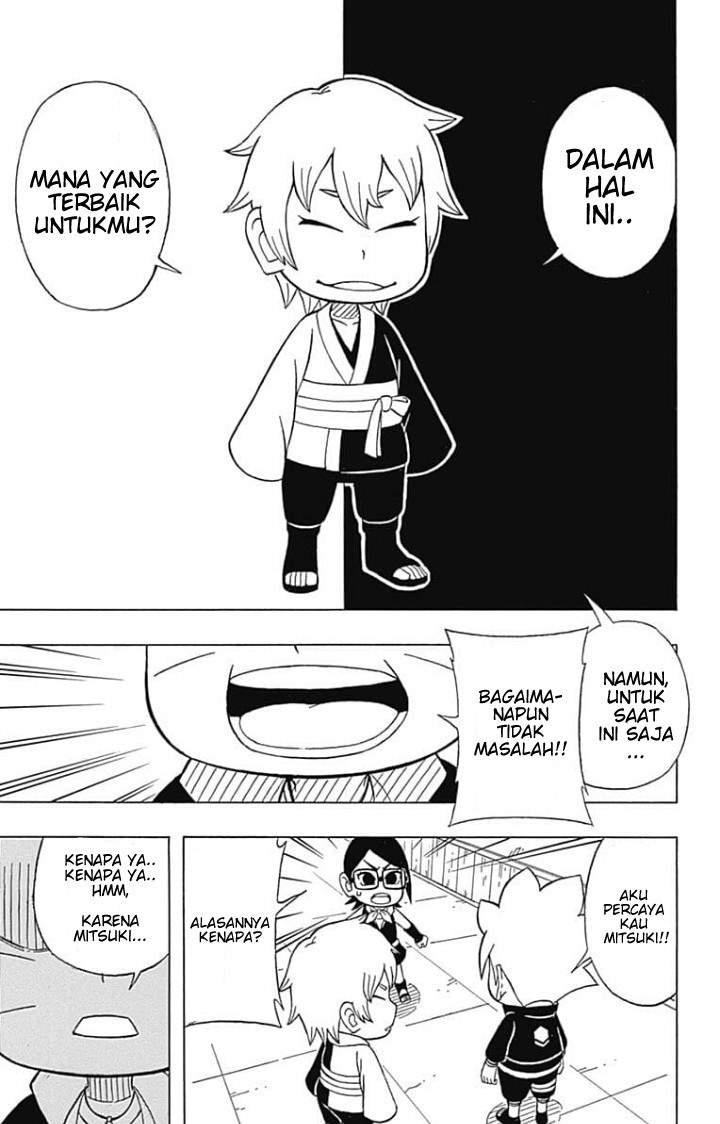 DALAM
HAL
INI..
MANA YANG
TERBAIK
UNTUKMU?
NAMUN,
UNTUK
SAAT
INI SAJA
...
BAGAIMA-
NAPUN
TIDAK
MASALAH!!
AKU
PERCAYA
KAU
MITSUKI!!
ALASANNYA
KENAPA?
KENAPA YA..
KENAPA YA..
HMM,
KARENA
MITSUKI...